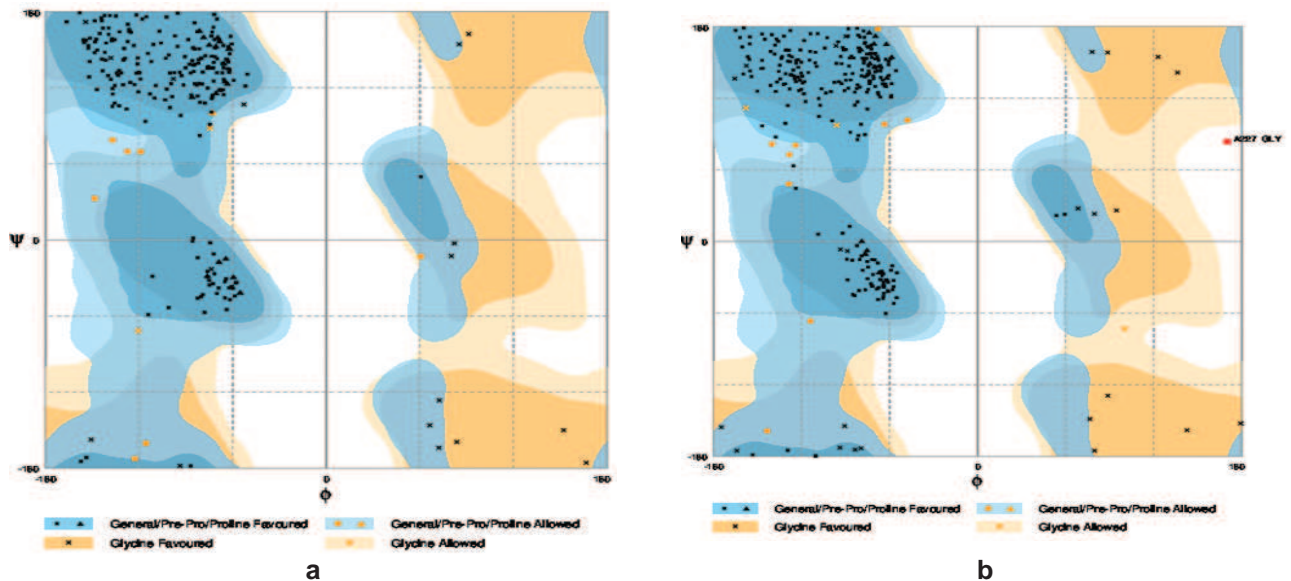 180
180
A227 GLY
Ψ 0
Ψ 0
-180
-180 0 180
-180
-180 0 180
Φ
Φ
General/Pre-Pro/Proline Favoured General/Pre-Pro/Proline Allowed
Glycine Favoured Glycine Allowed
General/Pre-Pro/Proline Favoured General/Pre-Pro/Proline Allowed
Glycine Favoured Glycine Allowed
a
b